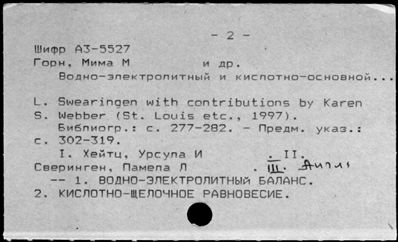 - 2 -
Шифр А3-5527
Горн, Мима М и др.
Водно-электролитный и кислотно-основной...
L. Swearingen with contributions by Karen
S. Webber (St. Louis etc., 1997).
Библиогр.: с. 277-282. - Предм. указ.:
с. 302-319.
I. Хейтц, Урсула И . II.
Сверинген, Памела Л . III.
-- 1. ВОДНО-ЭЛЕКТРОЛИТНЫЙ БАЛАНС.
2. КИСЛОТНО-ЩЕЛОЧНОЕ РАВНОВЕСИЕ.